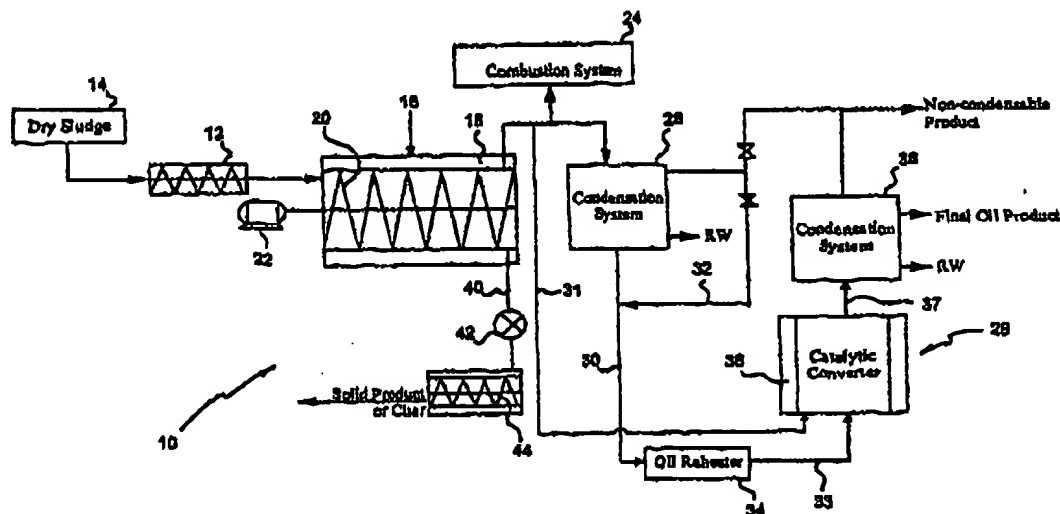 24
Combustion System
14
Dry Sludge
12
20
16
18
22
28
Condensation
System
RW
32
Non-condensable
Product
38
Condensation
System
Final Oil Product
RW
37
29
40
31
42
30
36
Catalytic
Converter
Solid Product
or Char
44
10
Oil Reheater
34
33